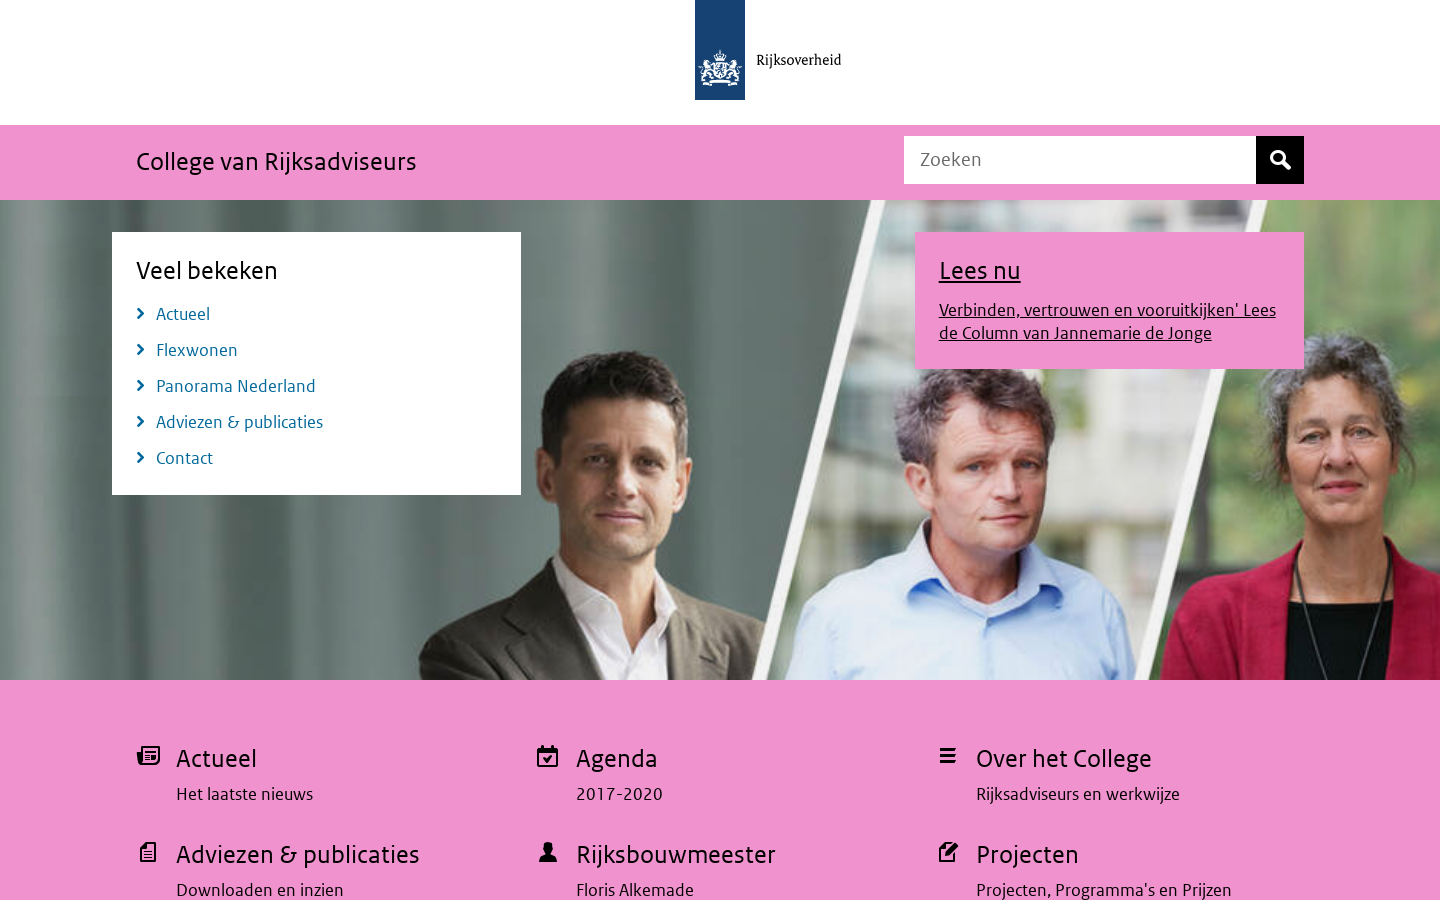 Rijksoverheid
College van Rijksadviseurs
Zoeken
Veel bekeken
Actueel
Flexwonen
Panorama Nederland
Adviezen & publicaties
Contact
Lees nu
Verbinden, vertrouwen en vooruitkijken' Lees
de Column van Jannemarie de Jonge
Actueel
Het laatste nieuws
Agenda
2017-2020
Over het College
Rijksadviseurs en werkwijze
Adviezen & publicaties
Downloaden en inzien
Rijksbouwmeester
Floris Alkemade
Projecten
Projecten, Programma's en Prijzen